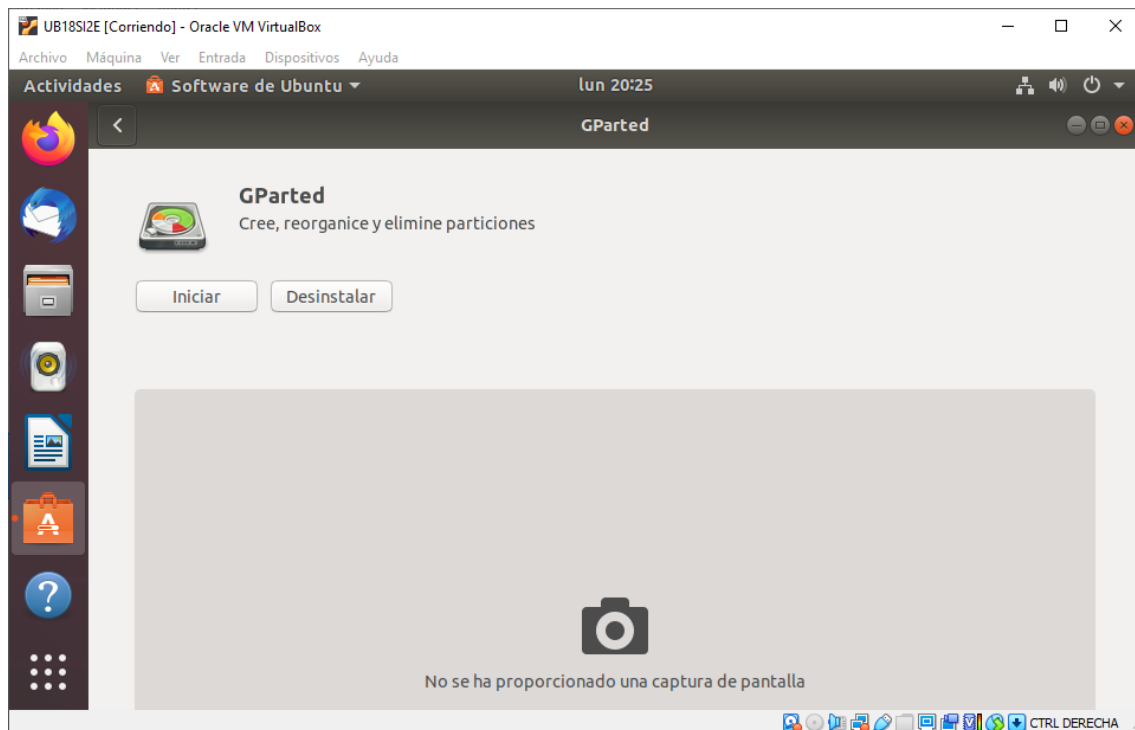 UB18SI2E [Corriendo] - Oracle VM VirtualBox
Archivo Máquina Ver Entrada Dispositivos Ayuda
Actividades Software de Ubuntu lun 20:25
GParted
GParted
Cree, reorganice y elimine particiones
Iniciar Desinstalar
No se ha proporcionado una captura de pantalla
CTRL DERECHA